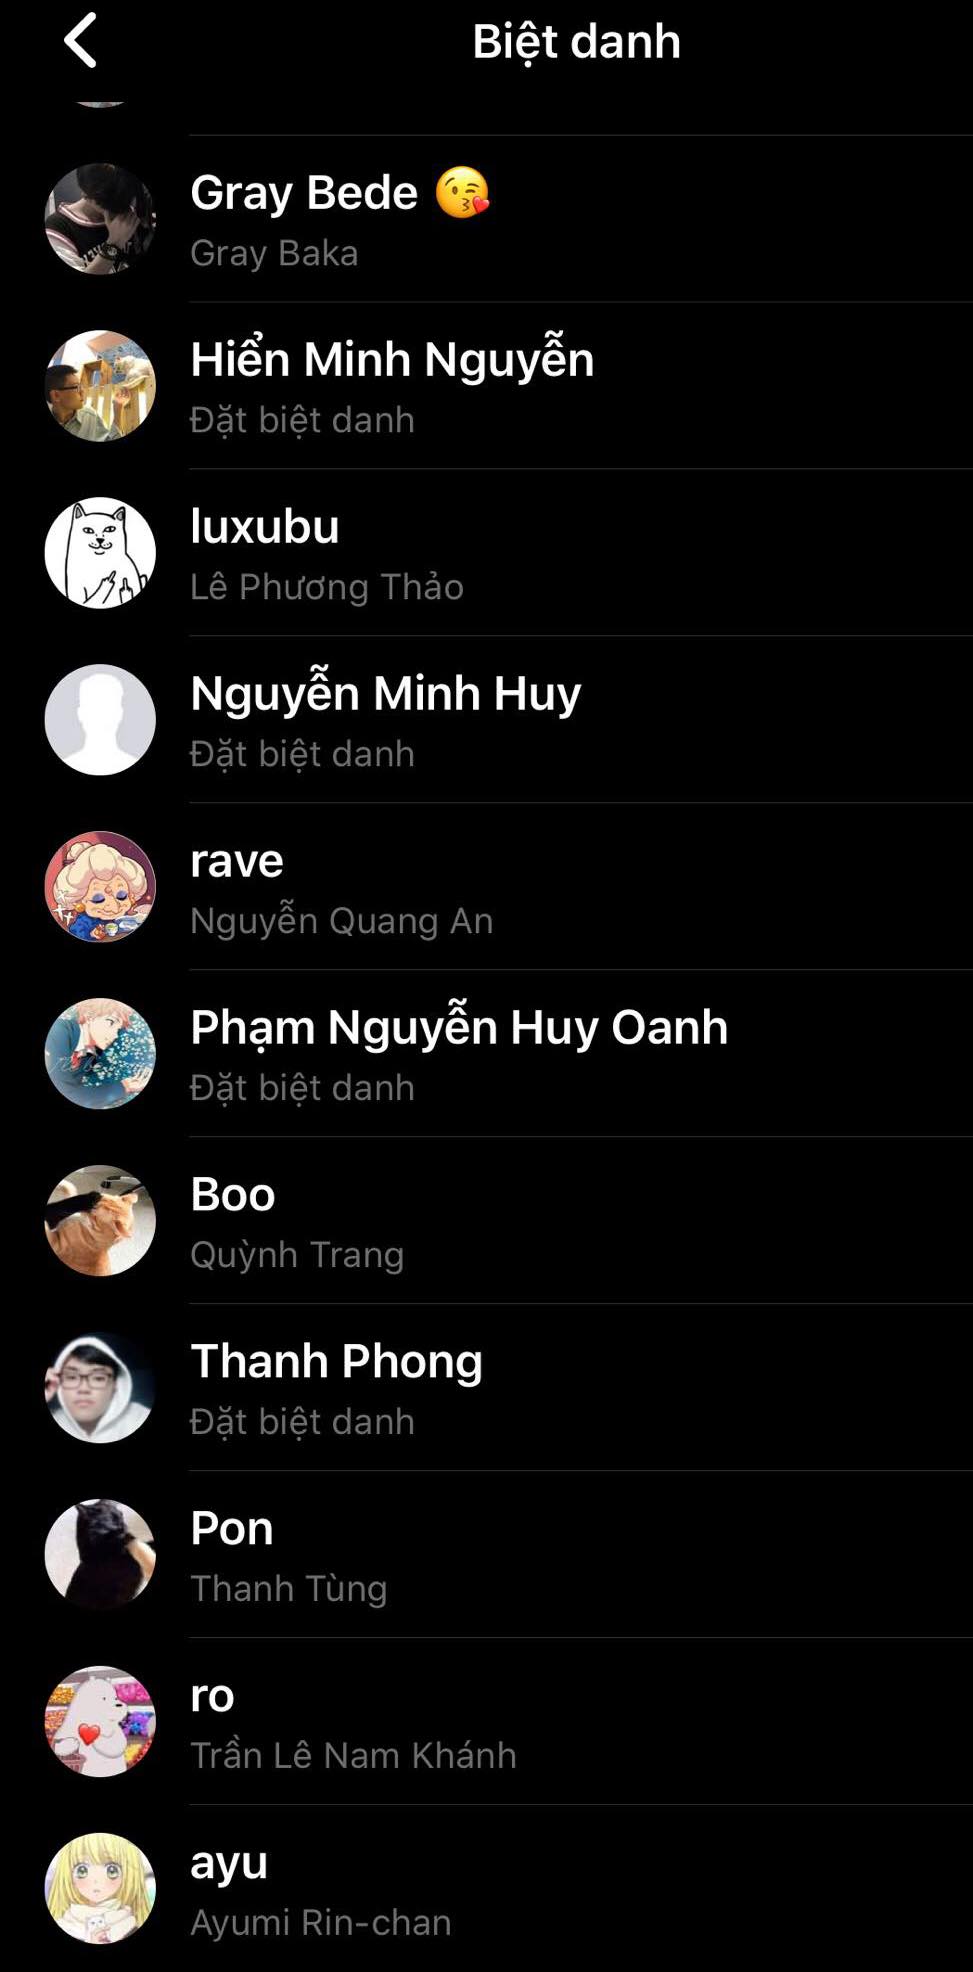 Biệt danh
Gray Bede 😘
Gray Baka
Hiển Minh Nguyễn
Đặt biệt danh
luxubu
Lê Phương Thảo
Nguyễn Minh Huy
Đặt biệt danh
rave
Nguyễn Quang An
Phạm Nguyễn Huy Oanh
Đặt biệt danh
Boo
Quỳnh Trang
Thanh Phong
Đặt biệt danh
Pon
Thanh Tùng
ro
Trần Lê Nam Khánh
ayu
Ayumi Rin-chan